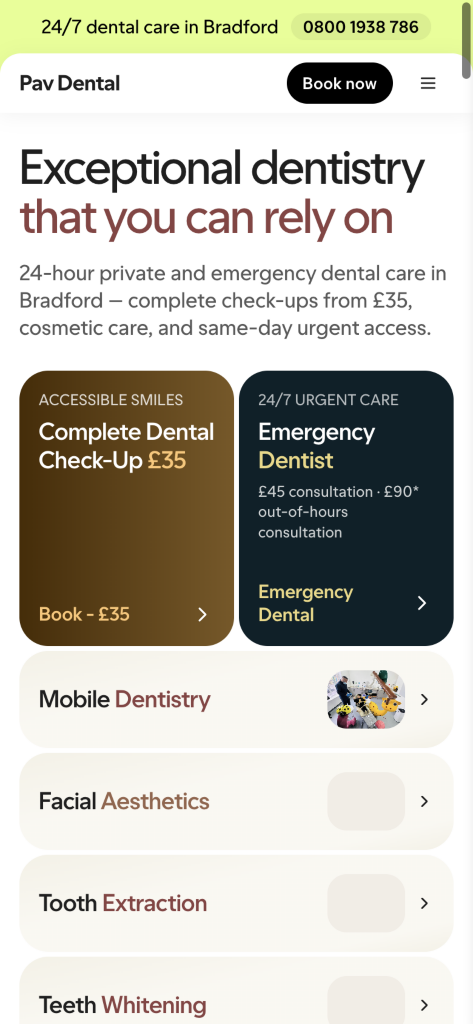 24/7 dental care in Bradford 0800 1938 786
Pav Dental Book now
Exceptional dentistry
that you can rely on
24-hour private and emergency dental care in
Bradford — complete check-ups from £35,
cosmetic care, and same-day urgent access.
ACCESSIBLE SMILES
Complete Dental
Check-Up £35
Book - £35
24/7 URGENT CARE
Emergency
Dentist
£45 consultation · £90*
out-of-hours
consultation
Emergency
Dental
Mobile Dentistry
Facial Aesthetics
Tooth Extraction
Teeth Whitening